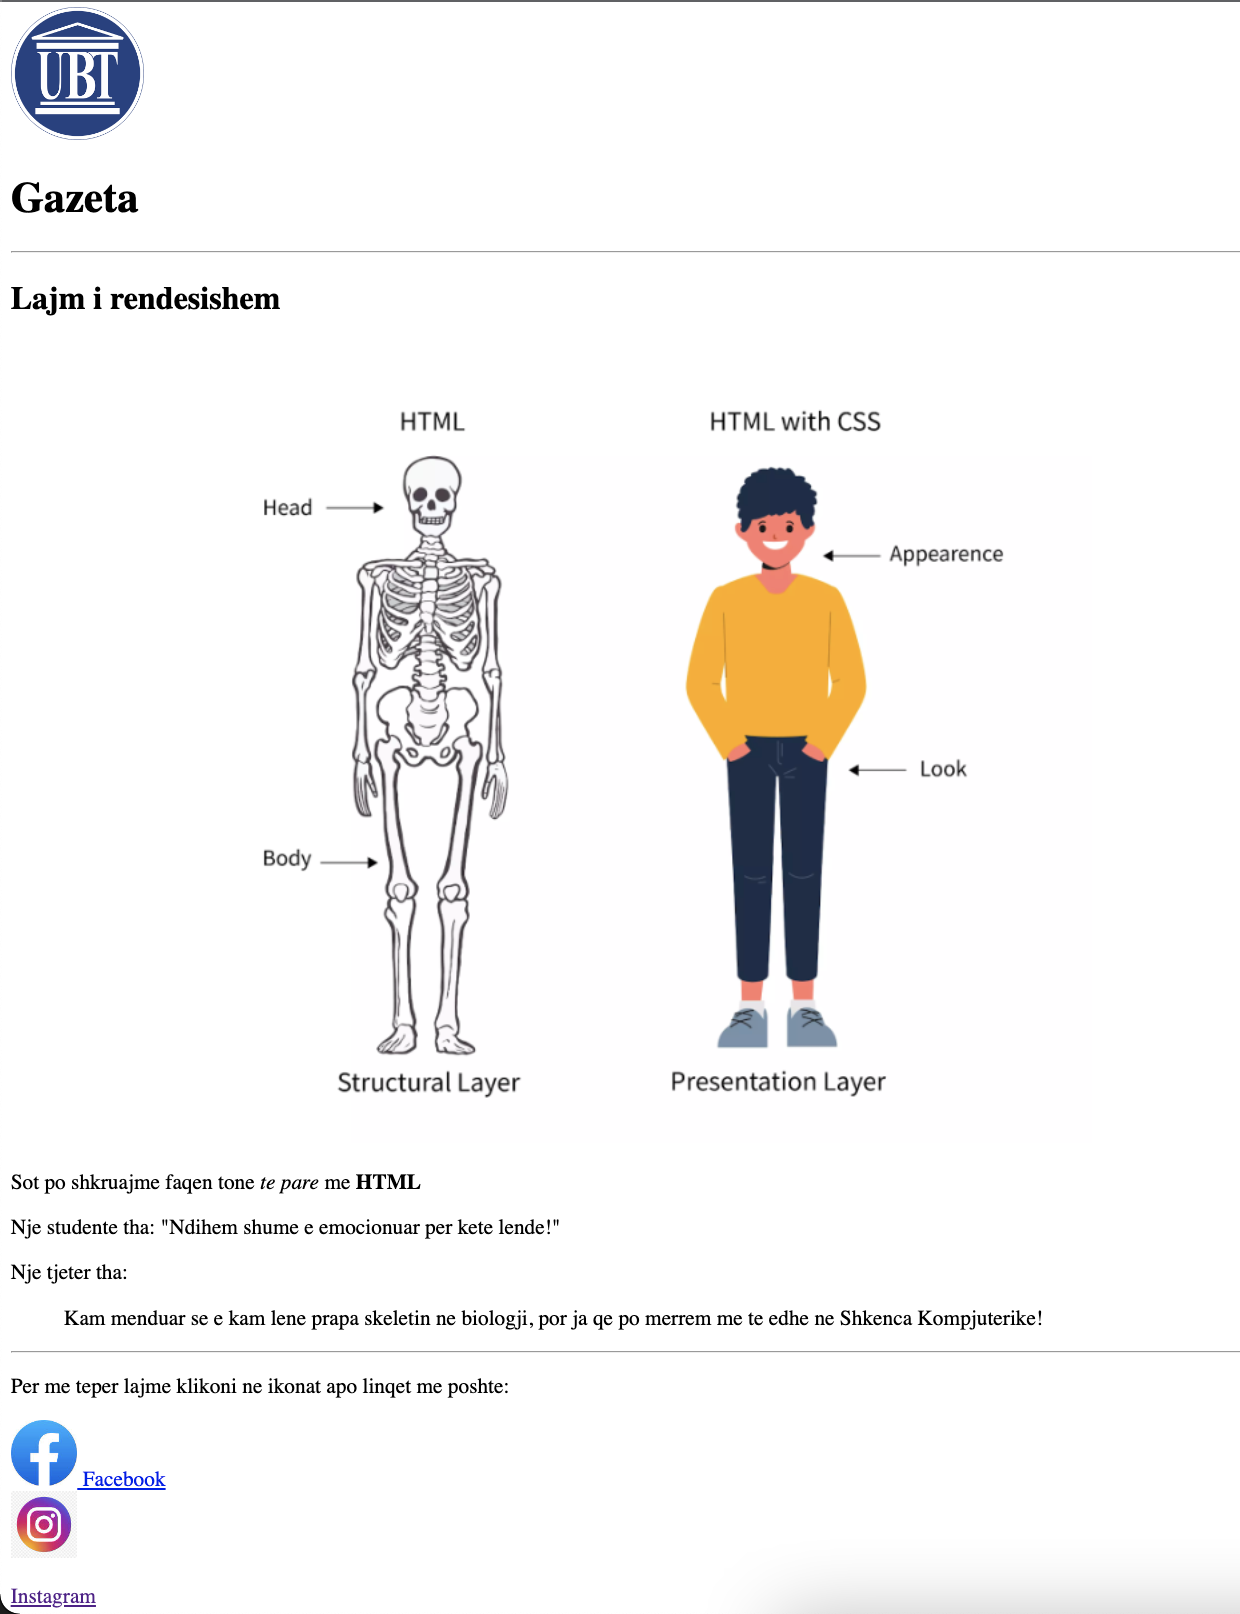 UBT
Gazeta
Lajm i rendesishem
HTML
HTML with CSS
Head
Appearence
Look
Body
Structural Layer
Presentation Layer
Sot po shkruajme faqen tone te pare me HTML
Nje studente tha: "Ndihem shume e emocionuar per kete lende!"
Nje tjeter tha:
Kam menduar se e kam lene prapa skeletin ne biologji, por ja qe po merrem me te edhe ne Shkenca Kompjuterike!
Per me teper lajme klikoni ne ikonat apo linqet me poshte:
Facebook
Instagram